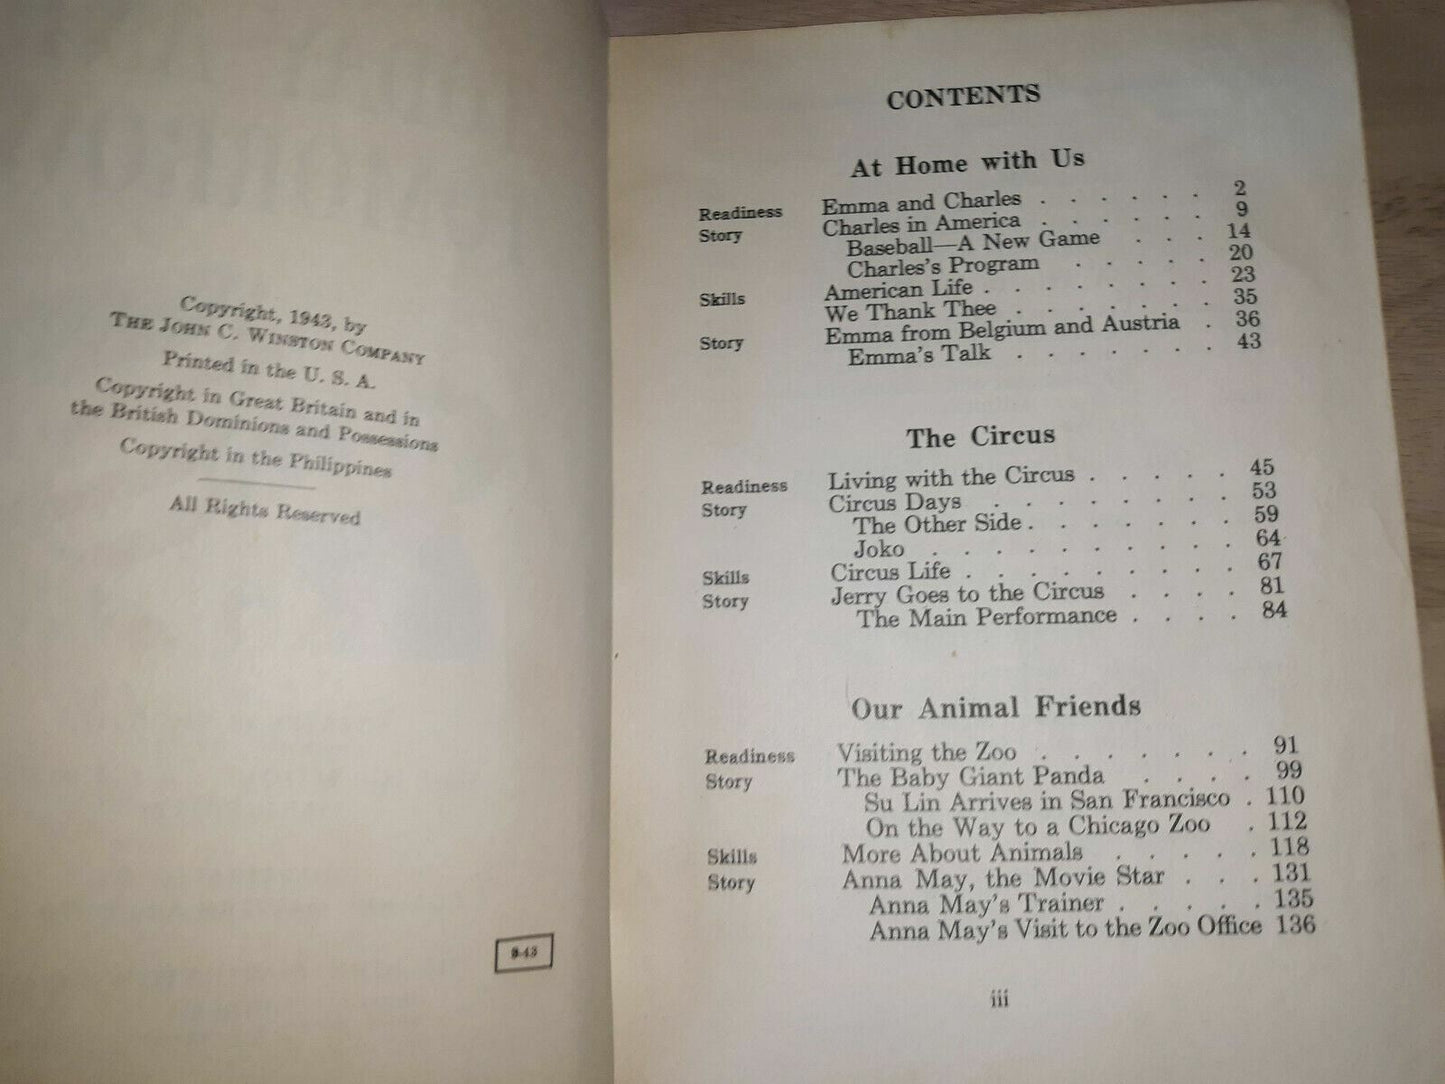 Copyright, 1943, by
THE JOHN C. WINSTON COMPANY
Printed in the U. S. A.
Copyright in Great Britain and in
the British Dominions and Possessions
Copyright in the Philippines
All Rights Reserved
CONTENTS
At Home with Us
Readiness Emma and Charles . . . . . . 2
Story Charles in America . . . . . . 9
Baseball—A New Game . . . 14
Charles's Program . . . . . 20
Skills American Life . . . . . . . . 23
We Thank Thee . . . . . . . 35
Story Emma from Belgium and Austria . 36
Emma's Talk . . . . . . . 43
The Circus
Readiness Living with the Circus . . . . . 45
Story Circus Days . . . . . . . . 53
The Other Side . . . . . . . 59
Joko . . . . . . . . . . 64
Skills Circus Life . . . . . . . . . 67
Story Jerry Goes to the Circus . . . . 81
The Main Performance . . . . 84
Our Animal Friends
Readiness Visiting the Zoo . . . . . . . 91
Story The Baby Giant Panda . . . . 99
Su Lin Arrives in San Francisco . 110
On the Way to a Chicago Zoo . 112
Skills More About Animals . . . . . 118
Story Anna May, the Movie Star . . . 131
Anna May's Trainer . . . . . 135
Anna May's Visit to the Zoo Office 136
iii